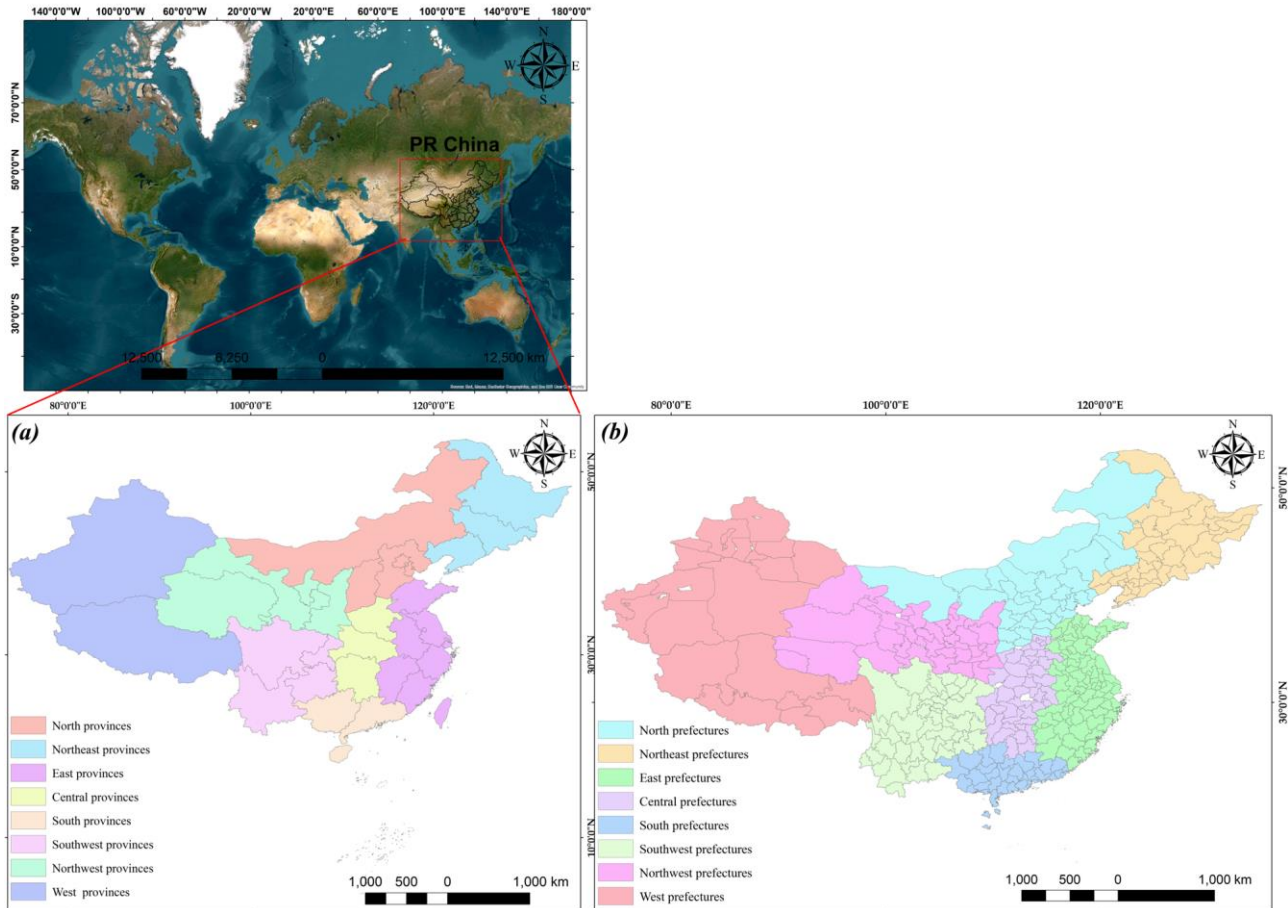 140°0'0"W 100°0'0"W 60°0'0"W 20°0'0"W 20°0'0"E 60°0'0"E 100°0'0"E 140°0'0"E 180°0'0"
N
W E
S
70°0'0"N
50°0'0"N
10°0'0"N
30°0'0"S
PR China
12,500 6,250 0 12,500 km
80°0'0"E 100°0'0"E 120°0'0"E
(a)
N
W E
S
50°0'0"N
30°0'0"N
10°0'0"N
North provinces
Northeast provinces
East provinces
Central provinces
South provinces
Southwest provinces
Northwest provinces
West provinces
1,000 500 0 1,000 km
80°0'0"E 100°0'0"E 120°0'0"E
(b)
N
W E
S
50°0'0"N
30°0'0"N
North prefectures
Northeast prefectures
East prefectures
Central prefectures
South prefectures
Southwest prefectures
Northwest prefectures
West prefectures
1,000 500 0 1,000 km